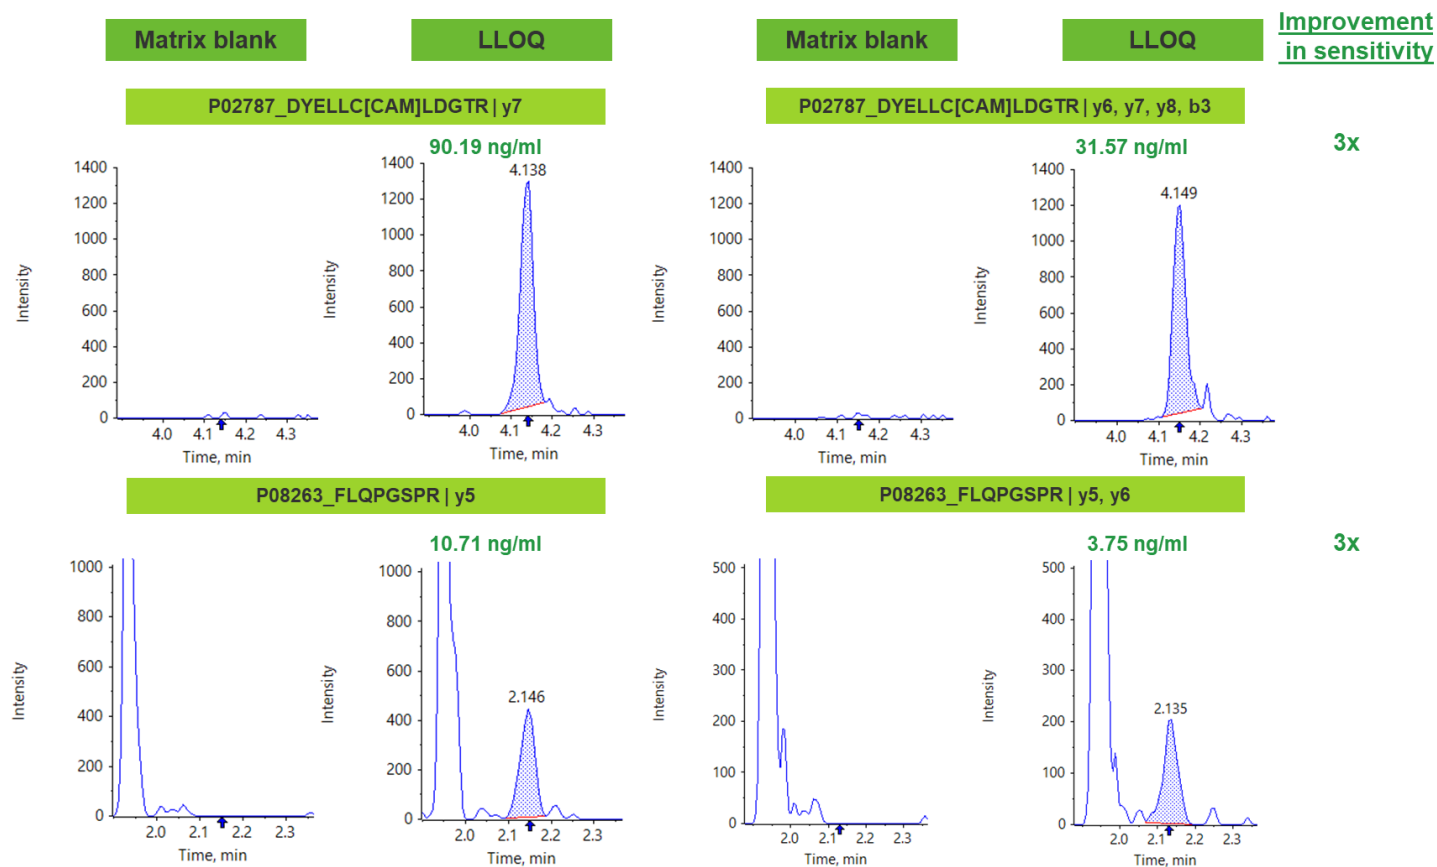 Matrix blank
LLOQ
Matrix blank
LLOQ
Improvement
in sensitivity
P02787_DYELLC[CAM]LDGTR | y7
P02787_DYELLC[CAM]LDGTR | y6, y7, y8, b3
90.19 ng/ml
31.57 ng/ml
3x
Intensity
1400
1200
1000
800
600
400
200
0
4.0 4.1 4.2 4.3
Time, min
Intensity
4.138
1400
1200
1000
800
600
400
200
0
4.0 4.1 4.2 4.3
Time, min
Intensity
1400
1200
1000
800
600
400
200
0
4.0 4.1 4.2 4.3
Time, min
Intensity
4.149
1400
1200
1000
800
600
400
200
0
4.0 4.1 4.2 4.3
Time, min
P08263_FLQPGSPR | y5
P08263_FLQPGSPR | y5, y6
10.71 ng/ml
3.75 ng/ml
3x
Intensity
1000
800
600
400
200
0
2.0 2.1 2.2 2.3
Time, min
Intensity
2.146
1000
800
600
400
200
0
2.0 2.1 2.2 2.3
Time, min
Intensity
500
400
300
200
100
0
2.0 2.1 2.2 2.3
Time, min
Intensity
2.135
500
400
300
200
100
0
2.0 2.1 2.2 2.3
Time, min